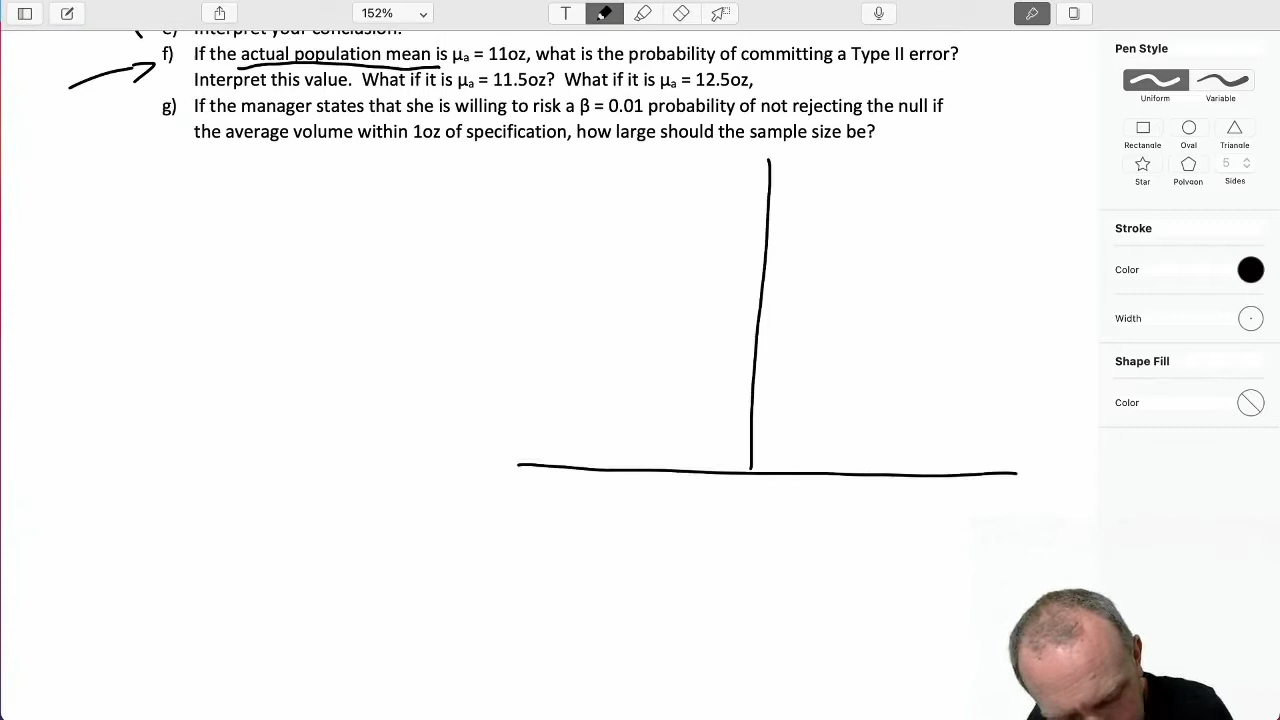 152%
T
e) Interpret your conclusion.
f) If the actual population mean is μₐ = 11oz, what is the probability of committing a Type II error?
Interpret this value. What if it is μₐ = 11.5oz? What if it is μₐ = 12.5oz,
g) If the manager states that she is willing to risk a β = 0.01 probability of not rejecting the null if
the average volume within 1oz of specification, how large should the sample size be?
Pen Style
Uniform Variable
Rectangle Oval Triangle
5
Star Polygon Sides
Stroke
Color
Width
Shape Fill
Color